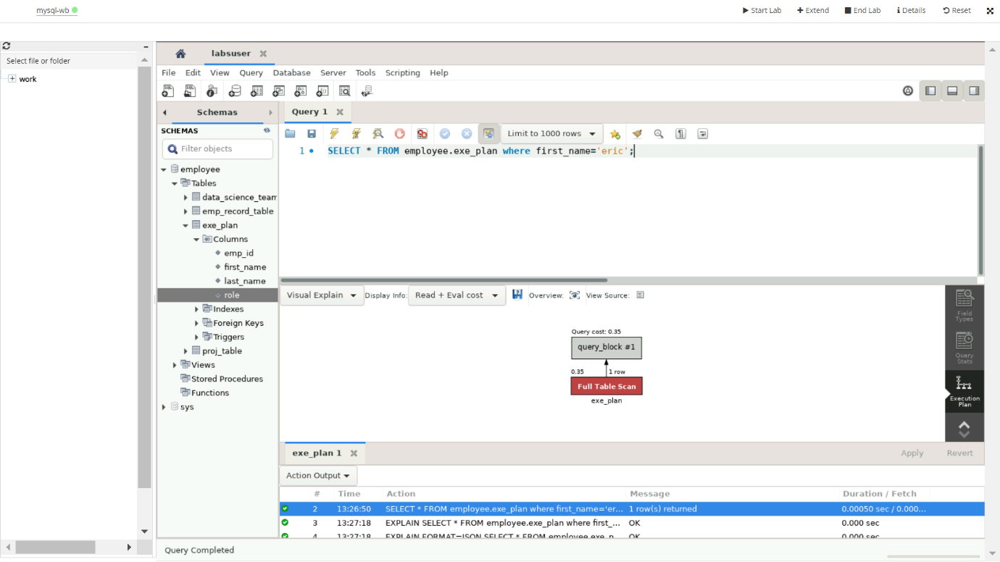 mysql-wb
Start Lab
Extend
End Lab
Details
Reset
Select file or folder
work
labsuser
File Edit View Query Database Server Tools Scripting Help
Schemas
Query 1
SCHEMAS
Filter objects
Limit to 1000 rows
1 SELECT * FROM employee.exe_plan where first_name='eric';
employee
Tables
data_science_team
emp_record_table
exe_plan
Columns
emp_id
first_name
last_name
role
Indexes
Foreign Keys
Triggers
proj_table
Views
Stored Procedures
Functions
sys
Visual Explain Display Info: Read + Eval cost Overview: View Source:
Query cost: 0.35
query_block #1
0.35 1 row
Full Table Scan
exe_plan
Field
Types
Query
Stats
Execution
Plan
exe_plan 1
Apply Revert
Action Output
# Time Action Message Duration / Fetch
2 13:26:50 SELECT * FROM employee.exe_plan where first_name='er... 1 row(s) returned 0.00050 sec / 0.000...
3 13:27:18 EXPLAIN SELECT * FROM employee.exe_plan where first_... OK 0.000 sec
4 13:27:18 EXPLAIN FORMAT=JSON SELECT * FROM employee.exe_p... OK 0.000 sec
Query Completed